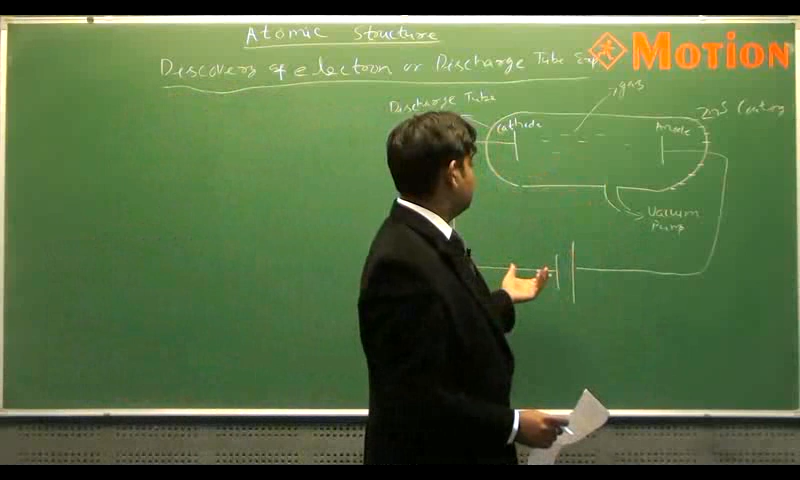 Atomic Structure
MOTION
Discovery of electron or Discharge Tube Exp
gas
Discharge Tube
ZnS Coating
Cathode
Anode
Vacuum
Pump